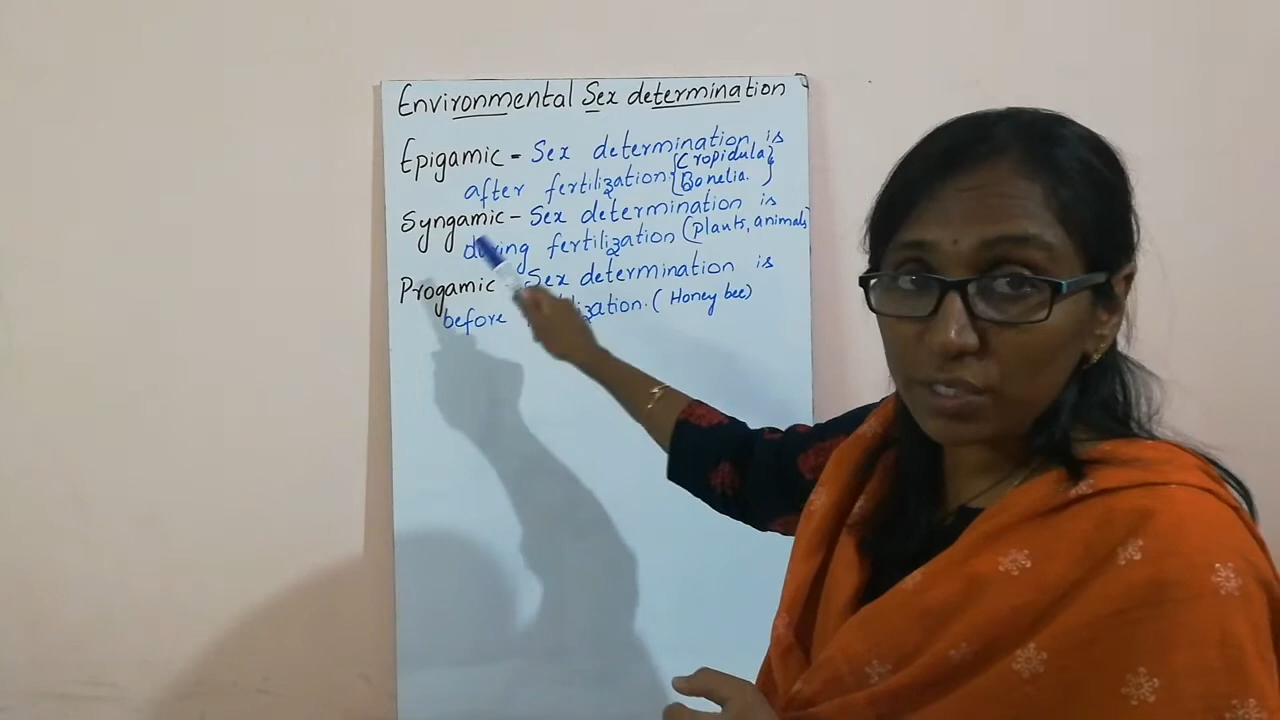 Environmental Sex determination
Epigamic - Sex determination is
after fertilization. {Cropidula
Bonelia. }
Syngamic - Sex determination is
during fertilization (plants, animals)
Progamic - Sex determination is
before (Honey bee)